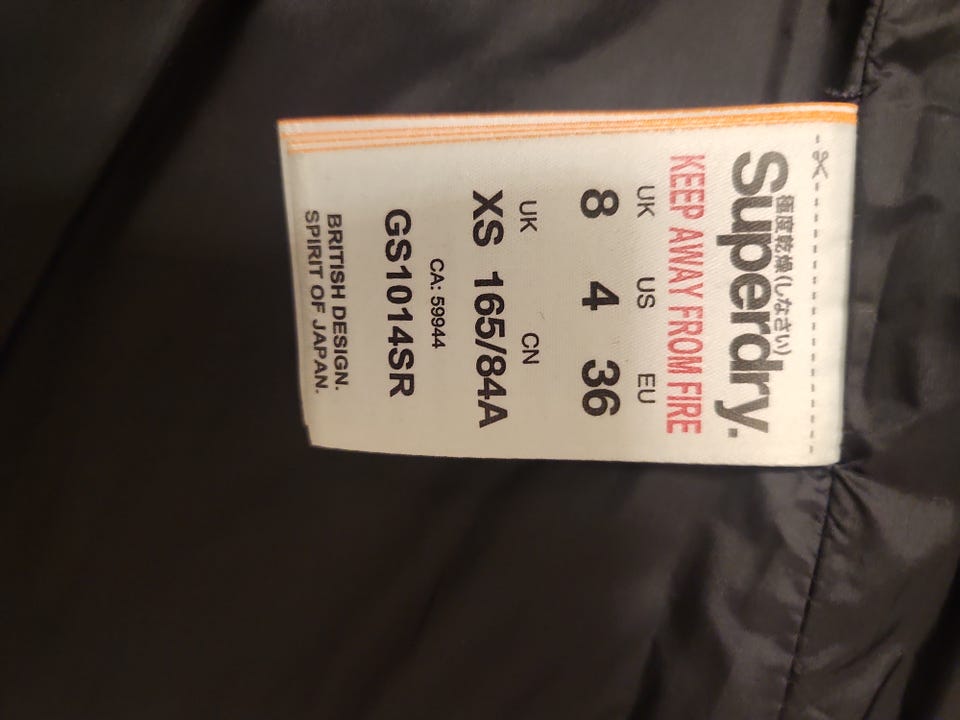 極度乾燥(しなさい)
Superdry.
KEEP AWAY FROM FIRE
UK US EU
8 4 36
UK CN
XS 165/84A
CA: 59944
GS1014SR
BRITISH DESIGN.
SPIRIT OF JAPAN.